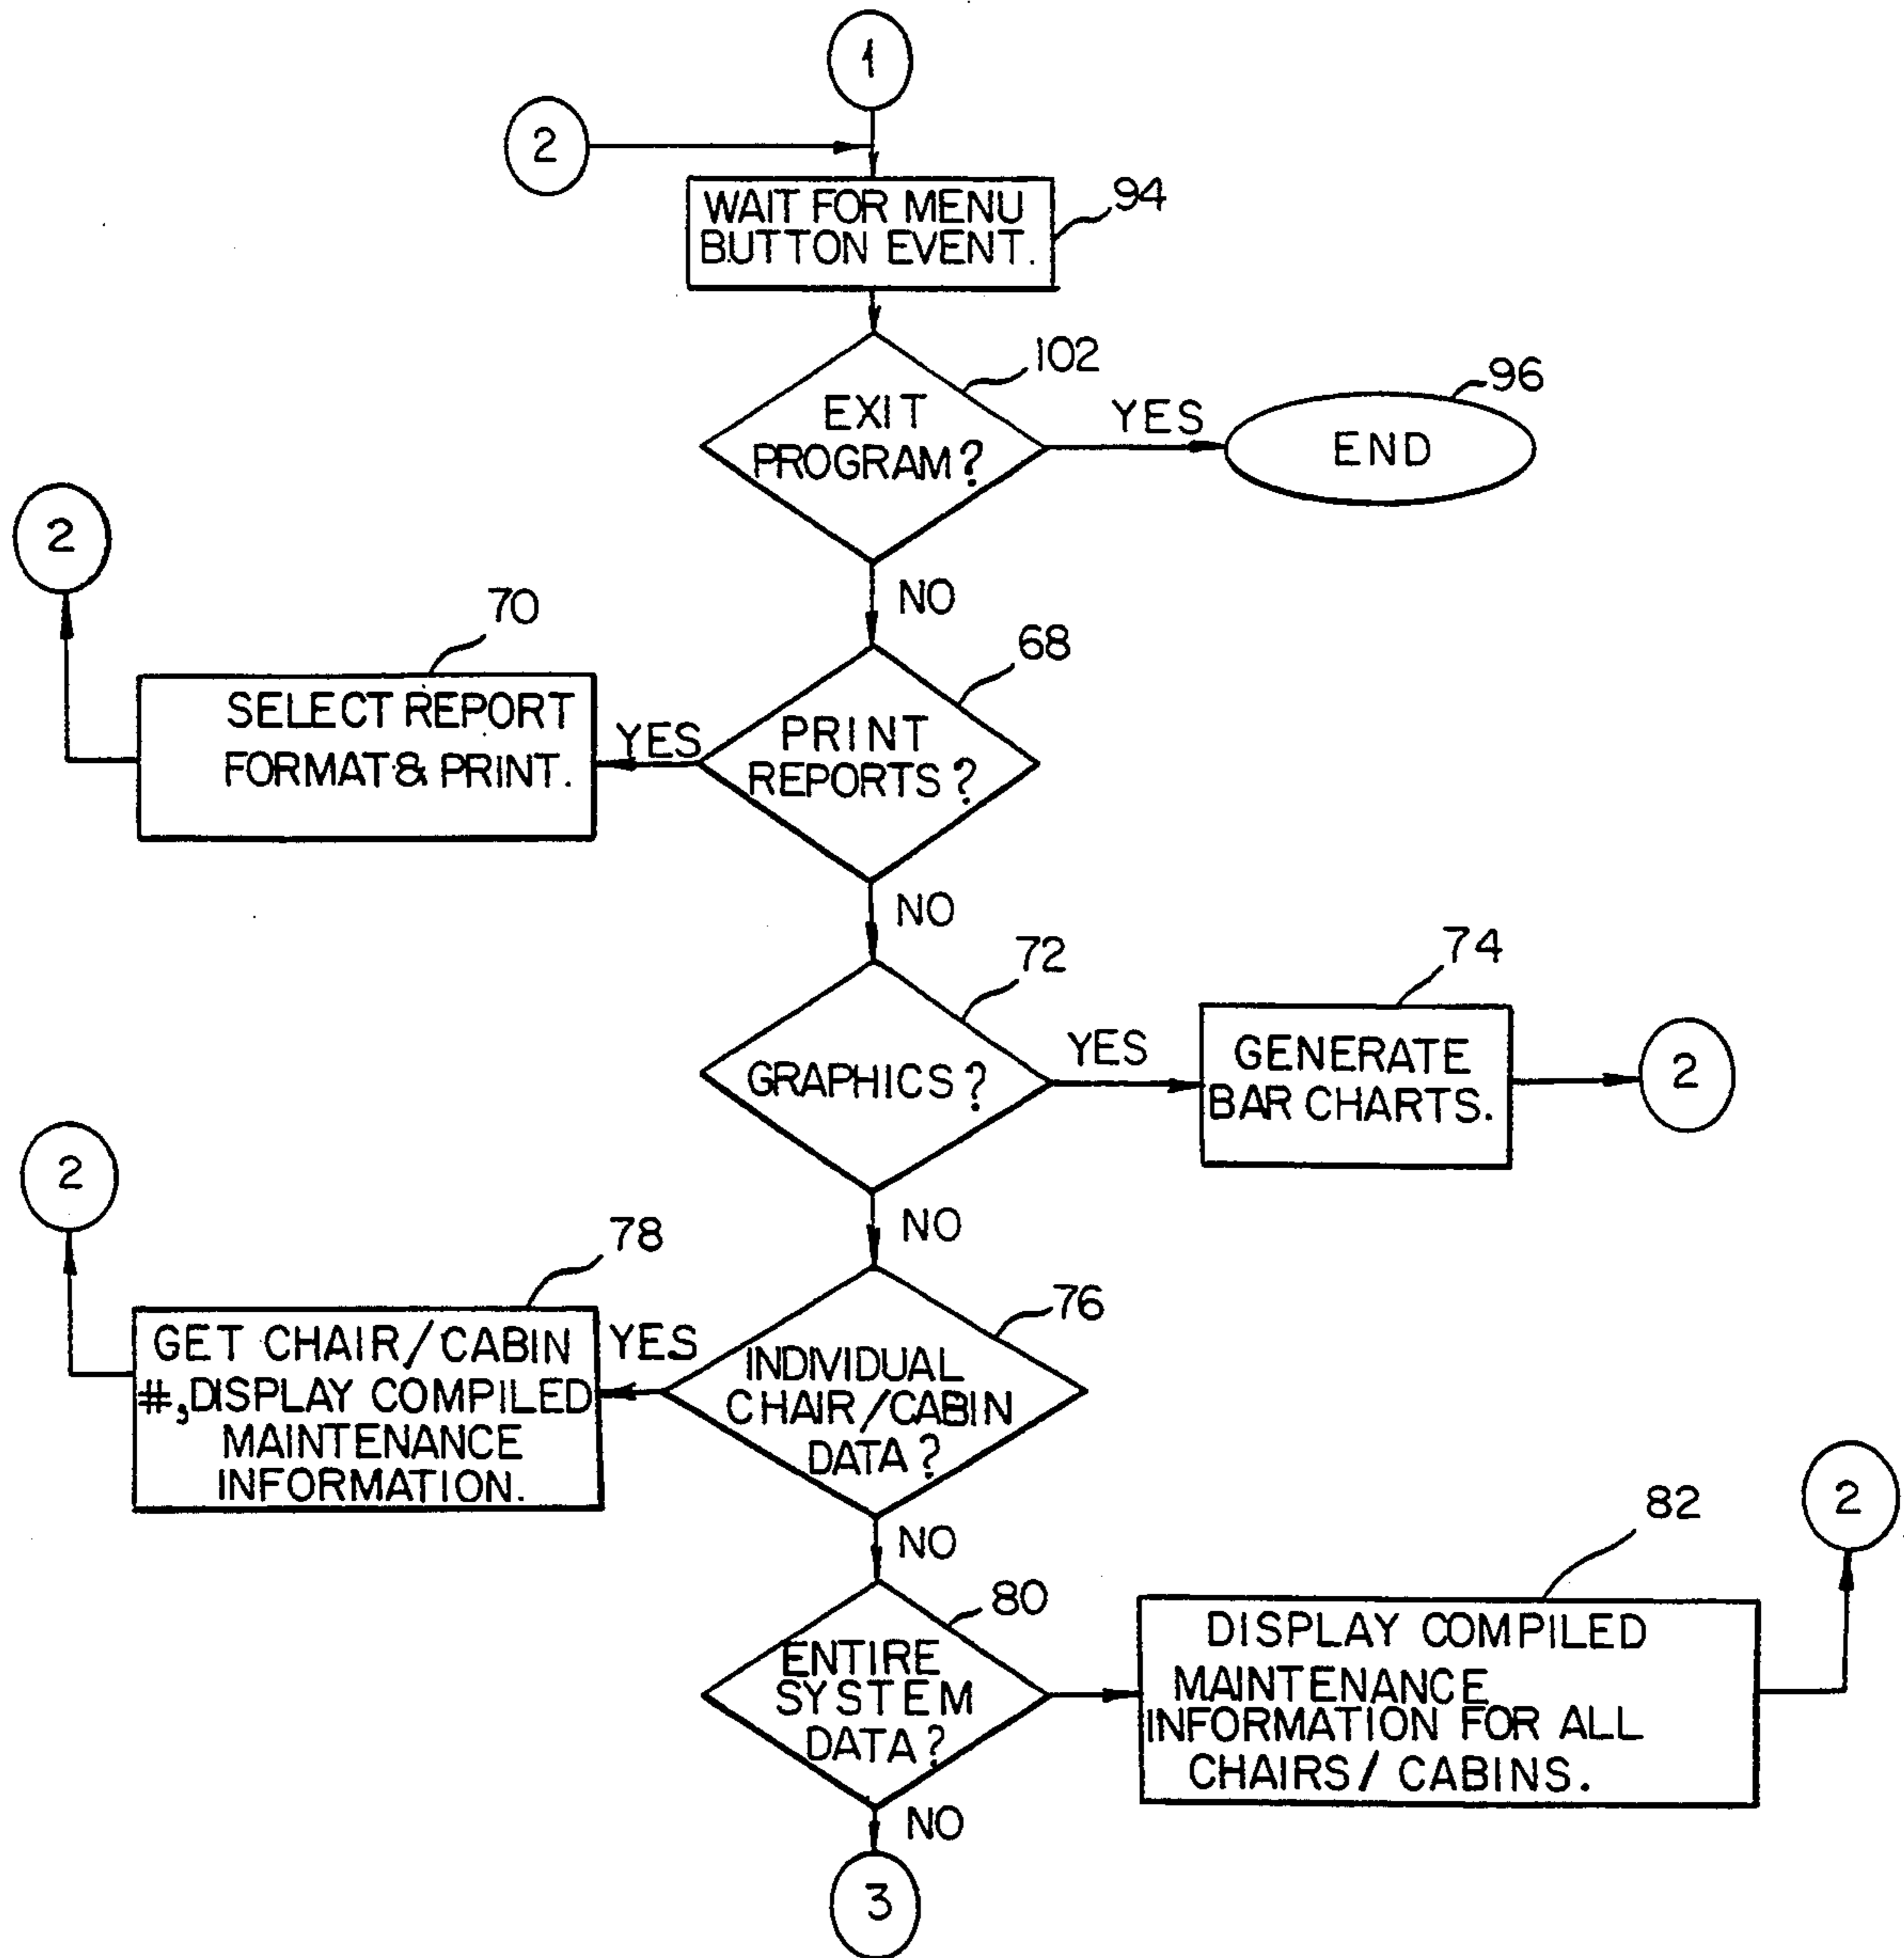 1
2
WAIT FOR MENU
BUTTON EVENT.
94
102
EXIT
PROGRAM?
YES
96
END
NO
2
70
SELECT REPORT
FORMAT & PRINT.
YES
68
PRINT
REPORTS?
NO
72
GRAPHICS?
YES
74
GENERATE
BAR CHARTS.
2
NO
2
78
GET CHAIR/CABIN
#,DISPLAY COMPILED
MAINTENANCE
INFORMATION.
YES
76
INDIVIDUAL
CHAIR/CABIN
DATA?
NO
80
ENTIRE
SYSTEM
DATA?
82
DISPLAY COMPILED
MAINTENANCE
INFORMATION FOR ALL
CHAIRS/ CABINS.
2
NO
3